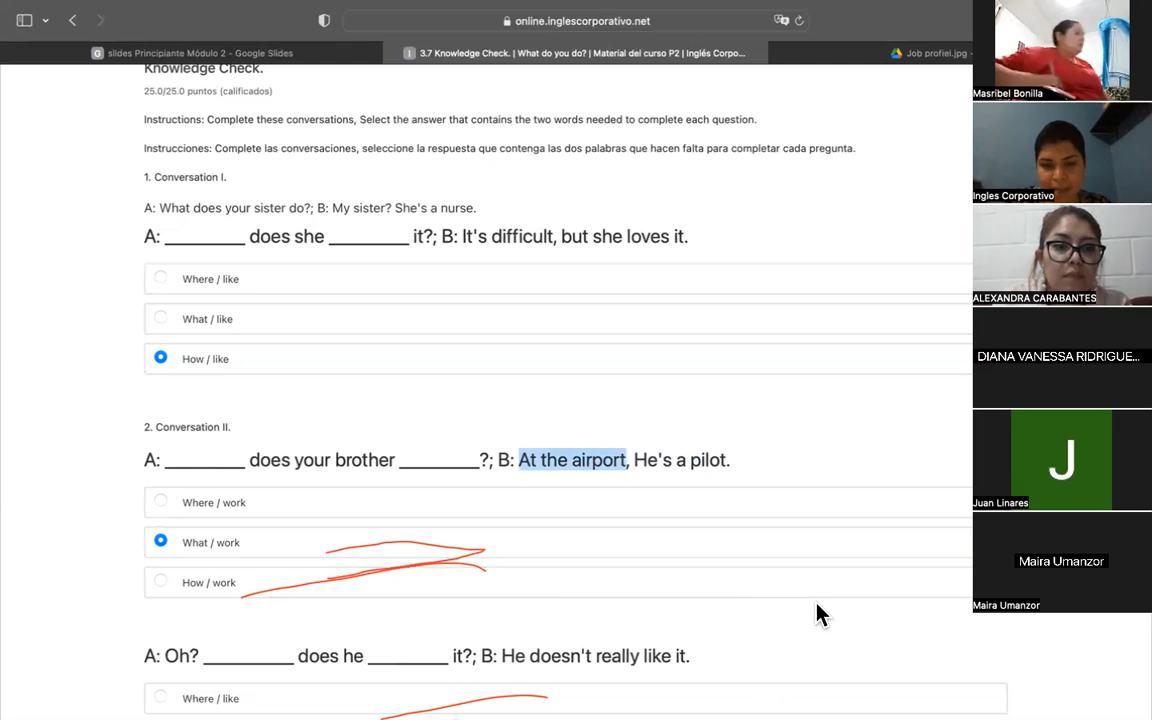 online.inglescorporativo.net
slides Principiante Módulo 2 - Google Slides
3.7 Knowledge Check. | What do you do? | Material del curso P2 | Inglés Corpo...
Job profiel.jpg -
Knowledge Check.
25.0/25.0 puntos (calificados)
Instructions: Complete these conversations, Select the answer that contains the two words needed to complete each question.
Instrucciones: Complete las conversaciones, seleccione la respuesta que contenga las dos palabras que hacen falta para completar cada pregunta.
1. Conversation I.
A: What does your sister do?; B: My sister? She's a nurse.
A: _________ does she _________ it?; B: It's difficult, but she loves it.
Where / like
What / like
How / like
2. Conversation II.
A: _________ does your brother _________?; B: At the airport, He's a pilot.
Where / work
What / work
How / work
A: Oh? __________ does he _________ it?; B: He doesn't really like it.
Where / like
Masribel Bonilla
Ingles Corporativo
ALEXANDRA CARABANTES
DIANA VANESSA RIDRIGUE...
J
Juan Linares
Maira Umanzor
Maira Umanzor